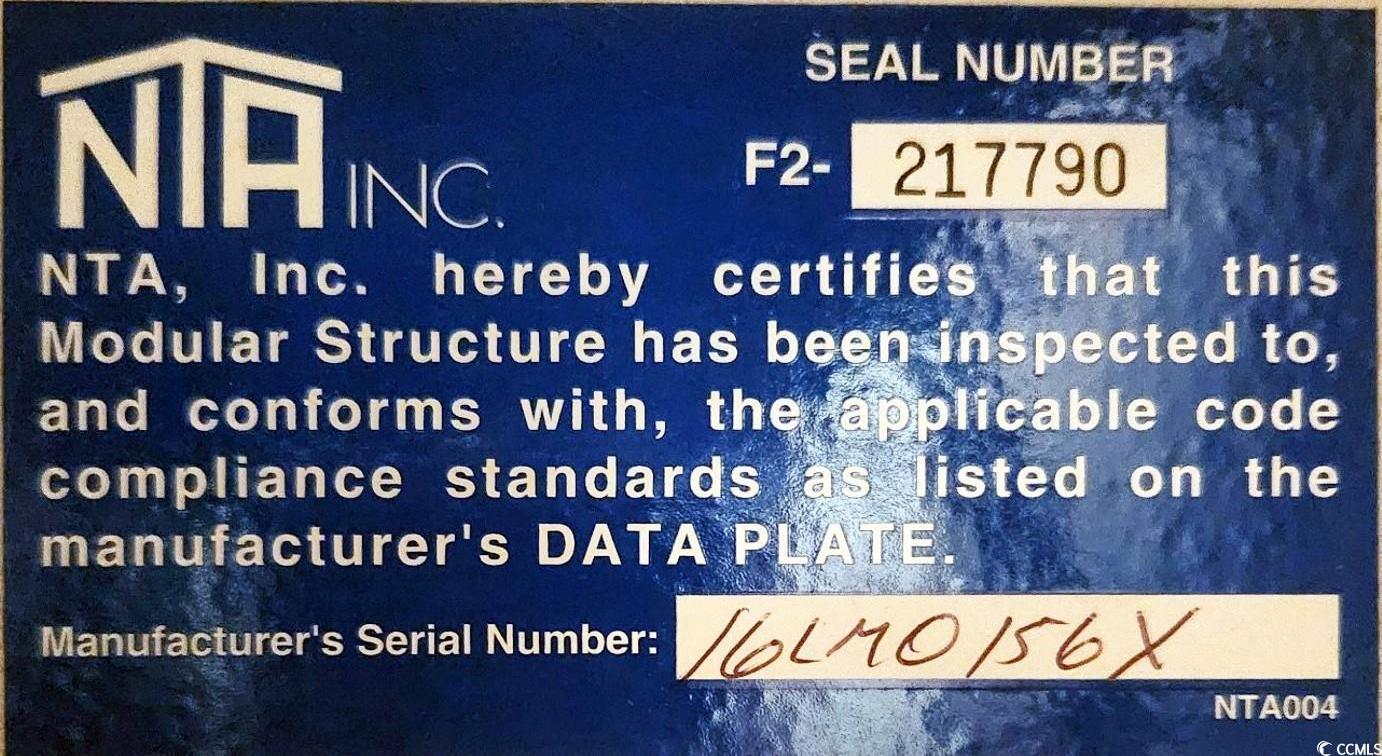 NTA INC.
SEAL NUMBER
F2- 217790
NTA, Inc. hereby certifies that this
Modular Structure has been inspected to,
and conforms with, the applicable code
compliance standards as listed on the
manufacturer's DATA PLATE.
Manufacturer's Serial Number: 16LM0156X
NTA004
CCMLS